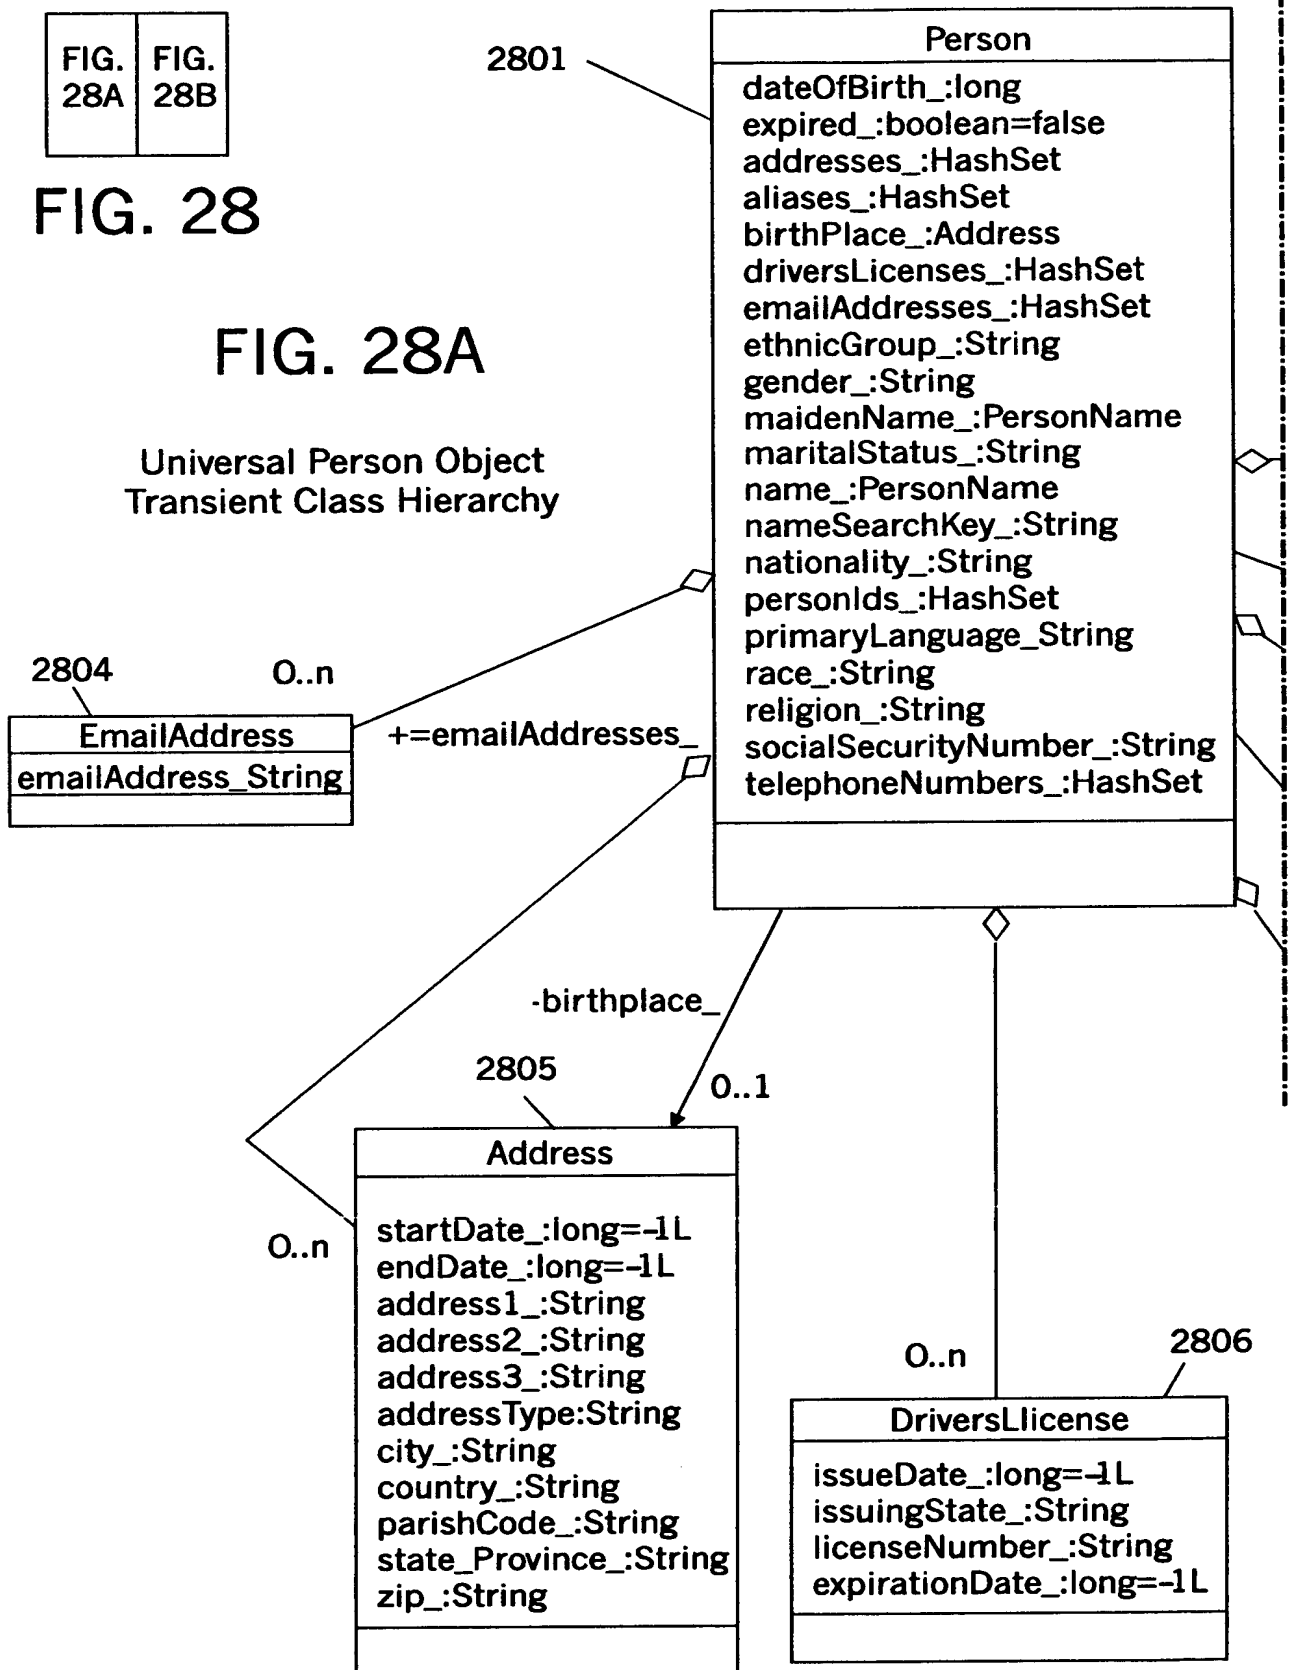 FIG. 28A
FIG. 28B
FIG. 28
FIG. 28A
Universal Person Object
Transient Class Hierarchy
2801
Person
dateOfBirth_:long
expired_:boolean=false
addresses_:HashSet
aliases_:HashSet
birthPlace_:Address
driversLicenses_:HashSet
emailAddresses_:HashSet
ethnicGroup_:String
gender_:String
maidenName_:PersonName
maritalStatus_:String
name_:PersonName
nameSearchKey_:String
nationality_:String
personIds_:HashSet
primaryLanguage_String
race_:String
religion_:String
socialSecurityNumber_:String
telephoneNumbers_:HashSet
2804
0..n
EmailAddress
emailAddress_String
+=emailAddresses_
-birthplace_
0..1
2805
0..n
Address
startDate_:long=-1L
endDate_:long=-1L
address1_:String
address2_:String
address3_:String
addressType:String
city_:String
country_:String
parishCode_:String
state_Province_:String
zip_:String
0..n
2806
DriversLlicense
issueDate_:long=-1L
issuingState_:String
licenseNumber_:String
expirationDate_:long=-1L